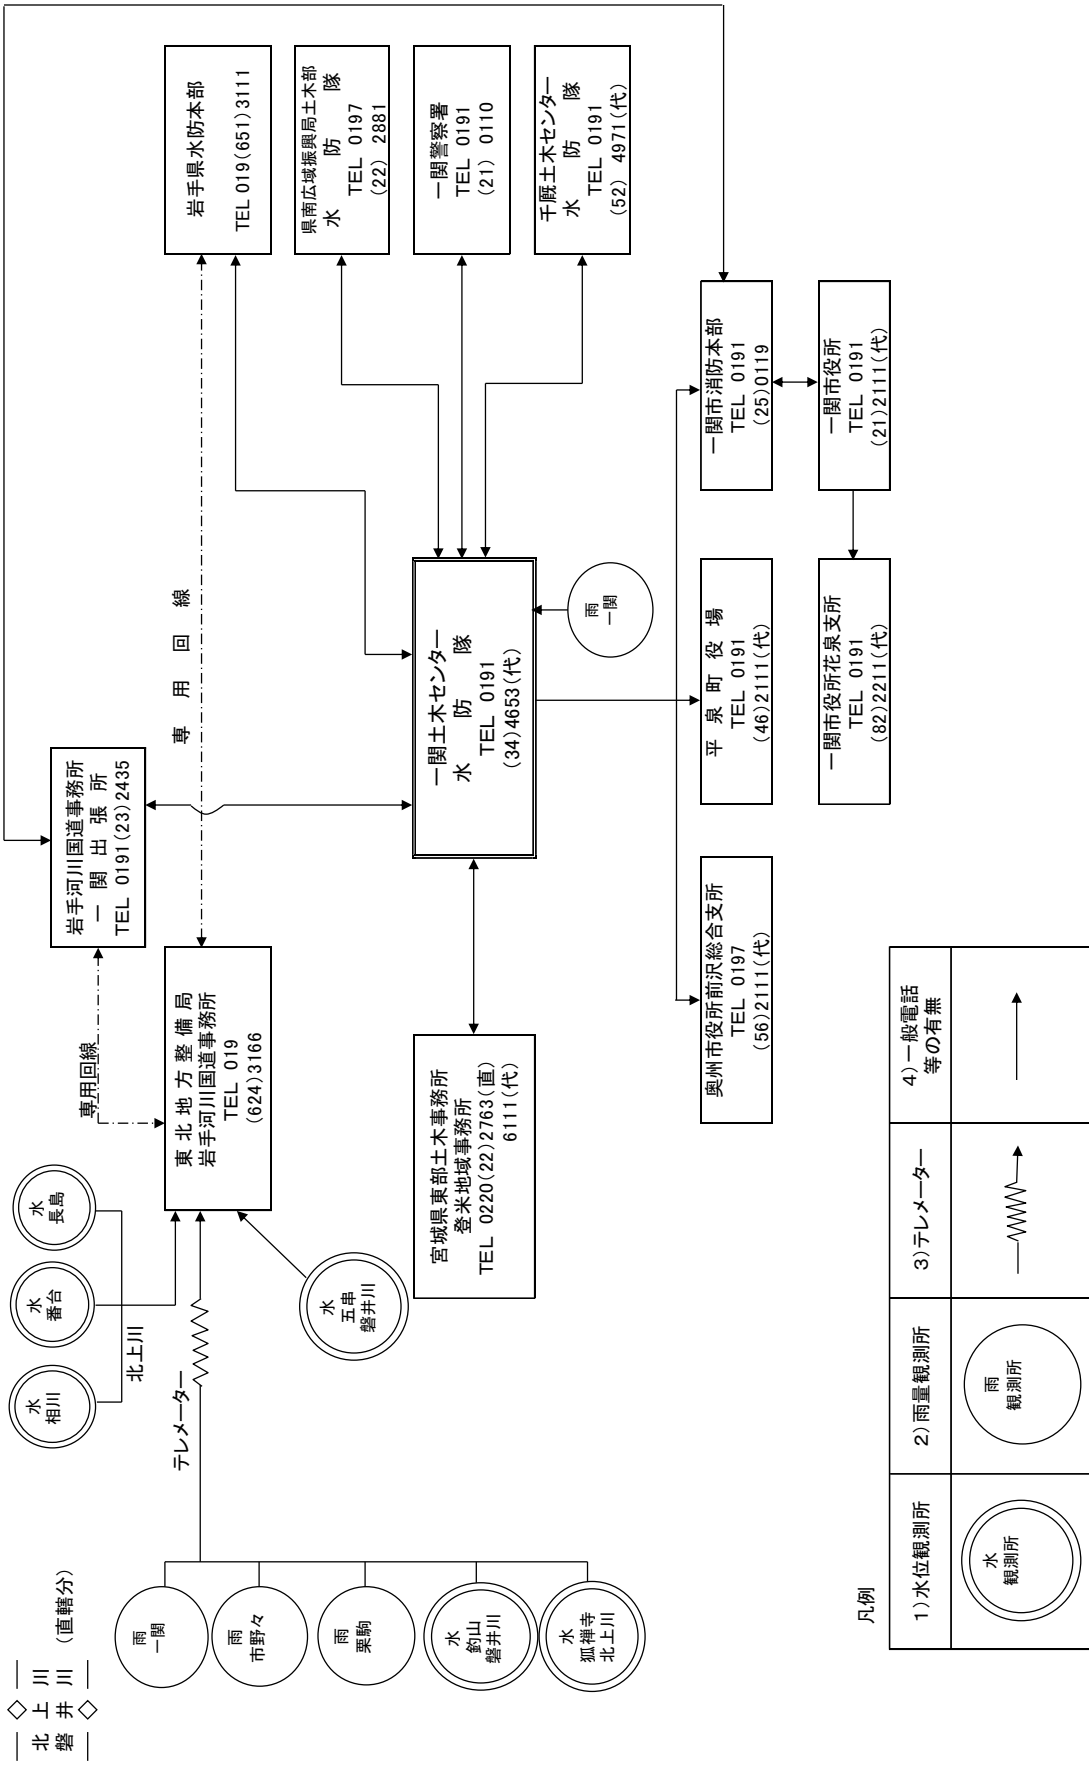 ◇
北上川
磐井川
◇
(直轄分)
雨
一関
雨
市野々
雨
栗駒
水
釣山
磐井川
水
狐禅寺
北上川
テレメーター
水
相川
水
番台
水
長島
北上川
水
五串
磐井川
専用回線
東北地方整備局
岩手河川国道事務所
TEL 019
(624)3166
岩手河川国道事務所
一関出張所
TEL 0191(23)2435
専用回線
岩手県水防本部
TEL 019(651)3111
県南広域振興局土木部
水防隊
TEL 0197
(22) 2881
一関警察署
TEL 0191
(21) 0110
千厩土木センター
水防隊
TEL 0191
(52) 4971(代)
宮城県東部土木事務所
登米地域事務所
TEL 0220(22)2763(直)
6111(代)
一関土木センター
水防隊
TEL 0191
(34)4653(代)
雨
一関
奥州市役所前沢総合支所
TEL 0197
(56)2111(代)
平泉町役場
TEL 0191
(46)2111(代)
一関市消防本部
TEL 0191
(25)0119
一関市役所
TEL 0191
(21)2111(代)
一関市役所花泉支所
TEL 0191
(82)2211(代)
凡例
1)水位観測所
2)雨量観測所
3)テレメーター
4)一般電話
等の有無
水
観測所
雨
観測所